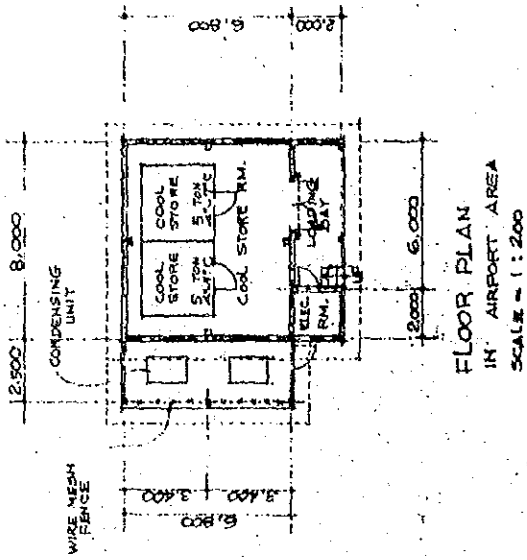 2.500
8.000
CONDENSING
UNIT
WIRE MESH
FENCE
COOL
STORE
5 TON
COOL
STORE
5 TON
COOL STORE RM.
ELEC.
RM.
LOADING
BAY
UP
3.400
3.400
6.800
6.800
2.000
2.000
6.000
FLOOR PLAN
IN AIRPORT AREA
SCALE = 1 : 200